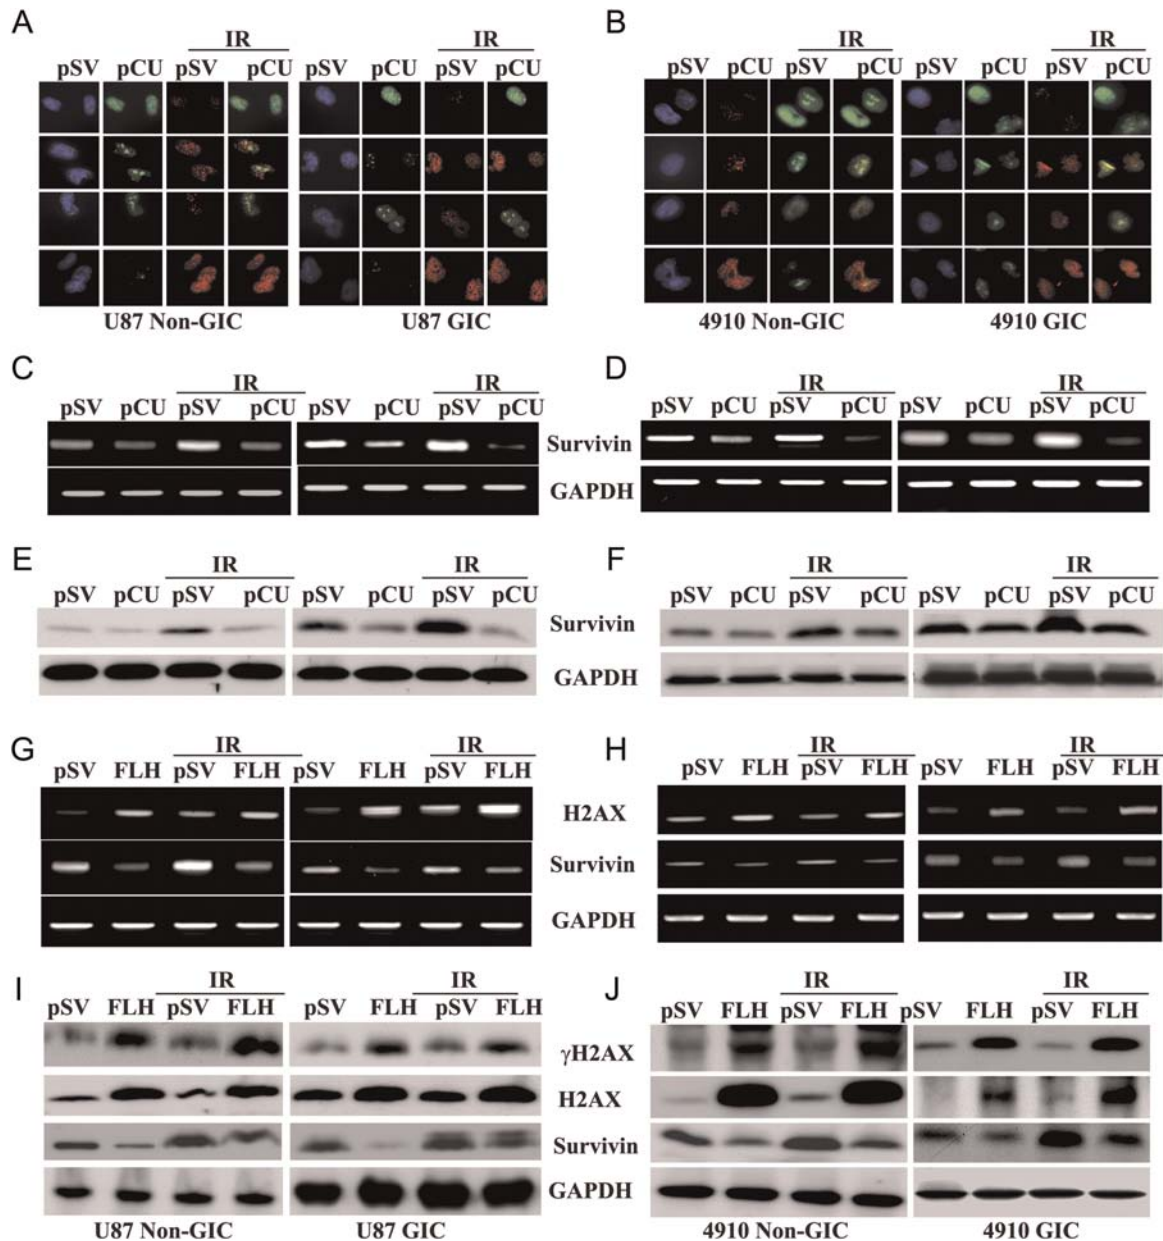 A B
IR IR IR IR
pSV pCU pSV pCU pSV pCU pSV pCU pSV pCU pSV pCU pSV pCU pSV pCU
U87 Non-GIC U87 GIC 4910 Non-GIC 4910 GIC
C D
IR IR IR IR
pSV pCU pSV pCU pSV pCU pSV pCU pSV pCU pSV pCU pSV pCU pSV pCU
Survivin
GAPDH
E F
IR IR IR IR
pSV pCU pSV pCU pSV pCU pSV pCU pSV pCU pSV pCU pSV pCU pSV pCU
Survivin
GAPDH
G H
IR IR IR IR
pSV FLH pSV FLH pSV FLH pSV FLH pSV FLH pSV FLH pSV FLH pSV FLH
H2AX
Survivin
GAPDH
I J
IR IR IR IR
pSV FLH pSV FLH pSV FLH pSV FLH pSV FLH pSV FLH pSV FLH pSV FLH
γH2AX
H2AX
Survivin
GAPDH
U87 Non-GIC U87 GIC 4910 Non-GIC 4910 GIC